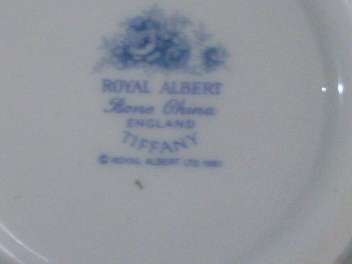 ROYAL ALBERT
Bone China
ENGLAND
TIFFANY
© ROYAL ALBERT LTD